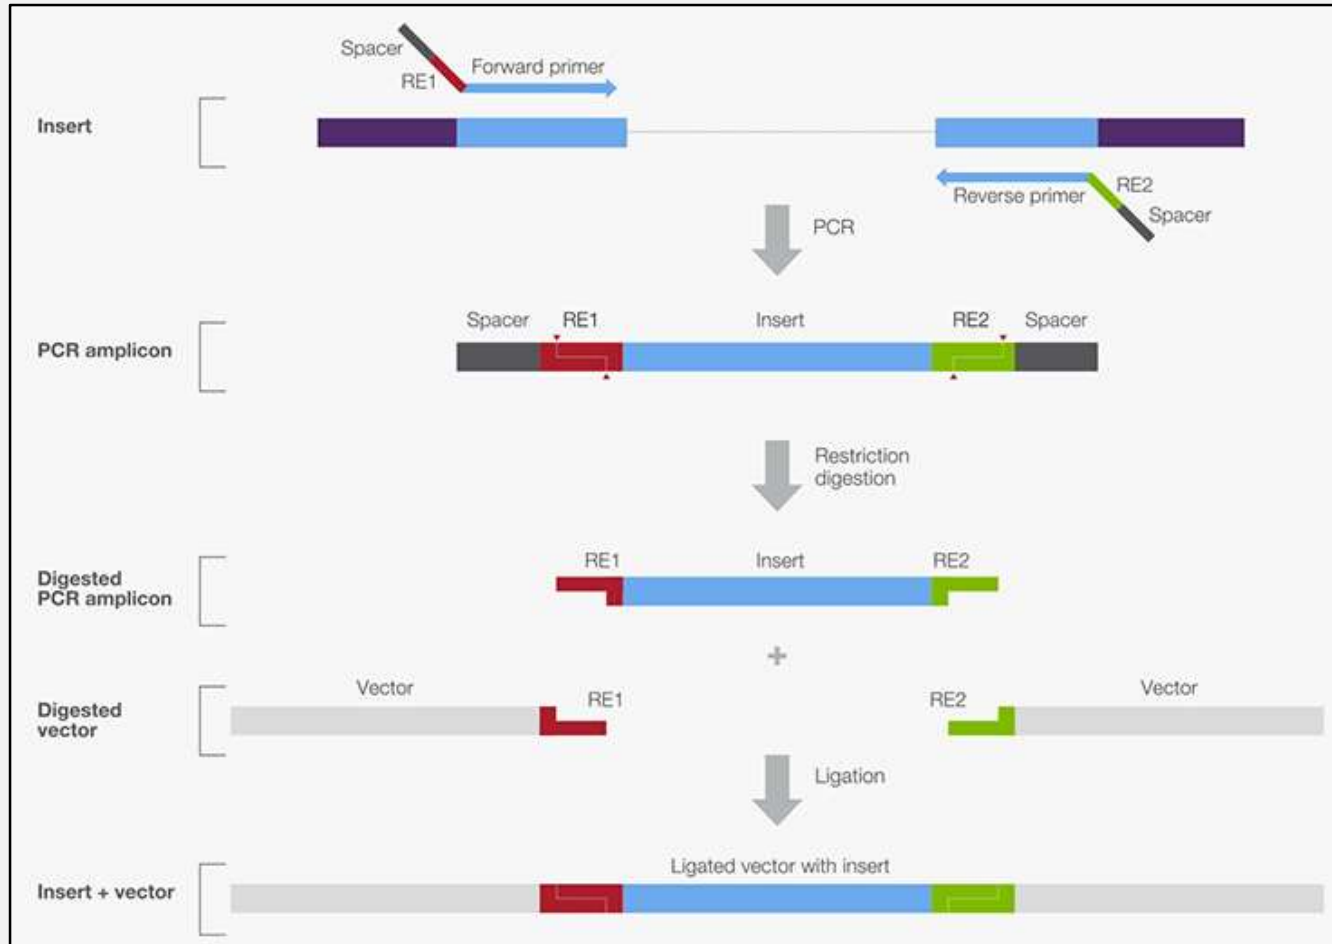 Spacer
RE1
Forward primer
Insert
Reverse primer
RE2
Spacer
PCR
Spacer
RE1
Insert
RE2
Spacer
PCR amplicon
Restriction
digestion
RE1
Insert
RE2
Digested
PCR amplicon
+
Vector
RE1
RE2
Vector
Digested
vector
Ligation
Ligated vector with insert
Insert + vector